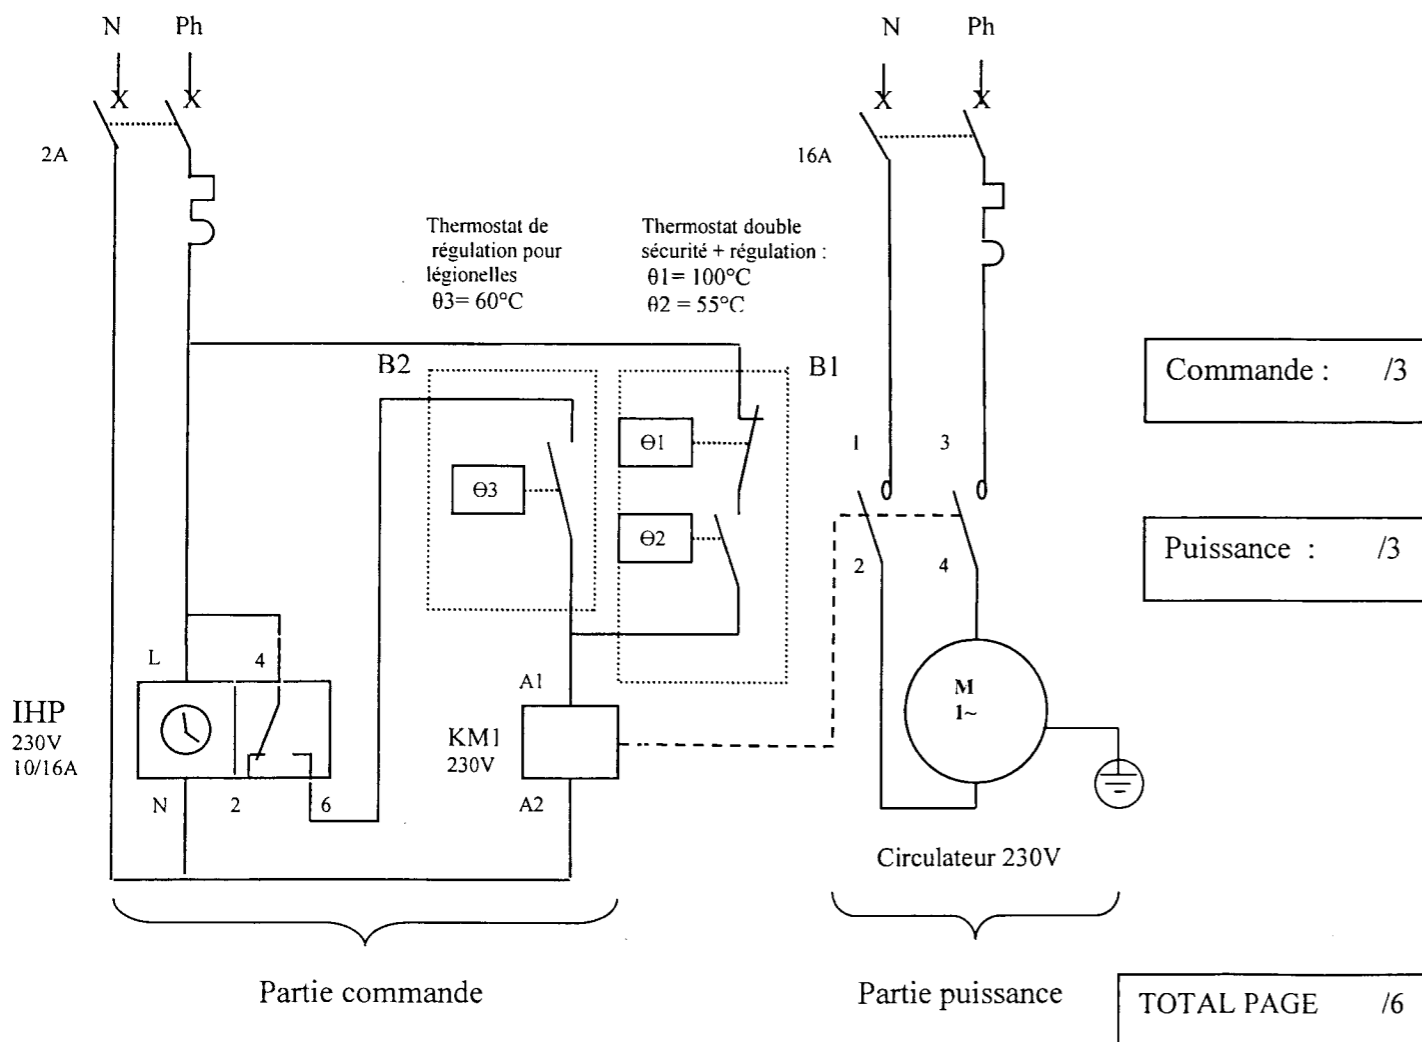 N Ph
N Ph
X X
X X
2A
16A
Thermostat de
régulation pour
légionelles
θ3= 60°C
Thermostat double
sécurité + régulation :
θ1= 100°C
θ2 = 55°C
B2
B1
Commande : /3
θ1
1 3
θ3
θ2
2 4
Puissance : /3
L 4
A1
M
1~
IHP
230V
10/16A
KM1
230V
N 2 6
A2
Circulateur 230V
Partie commande
Partie puissance
TOTAL PAGE /6